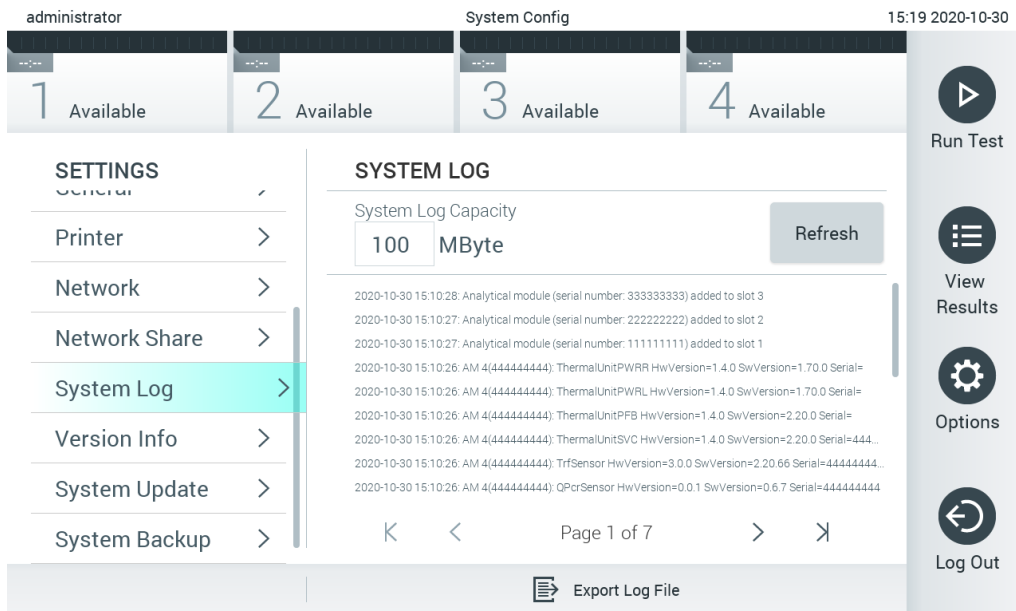 administrator
System Config
15:19 2020-10-30
--:--
--:--
--:--
--:--
1 Available
2 Available
3 Available
4 Available
Run Test
View
Results
Options
Log Out
SETTINGS
General
Printer
Network
Network Share
System Log
Version Info
System Update
System Backup
SYSTEM LOG
System Log Capacity
100 MByte
Refresh
2020-10-30 15:10:28: Analytical module (serial number: 333333333) added to slot 3
2020-10-30 15:10:27: Analytical module (serial number: 222222222) added to slot 2
2020-10-30 15:10:27: Analytical module (serial number: 111111111) added to slot 1
2020-10-30 15:10:26: AM 4(444444444): ThermalUnitPWRR HwVersion=1.4.0 SwVersion=1.70.0 Serial=
2020-10-30 15:10:26: AM 4(444444444): ThermalUnitPWRL HwVersion=1.4.0 SwVersion=1.70.0 Serial=
2020-10-30 15:10:26: AM 4(444444444): ThermalUnitPFB HwVersion=1.4.0 SwVersion=2.20.0 Serial=
2020-10-30 15:10:26: AM 4(444444444): ThermalUnitSVC HwVersion=1.4.0 SwVersion=2.20.0 Serial=444...
2020-10-30 15:10:26: AM 4(444444444): TrfSensor HwVersion=3.0.0 SwVersion=2.20.66 Serial=44444444...
2020-10-30 15:10:26: AM 4(444444444): QPcrSensor HwVersion=0.0.1 SwVersion=0.6.7 Serial=444444444
Page 1 of 7
Export Log File